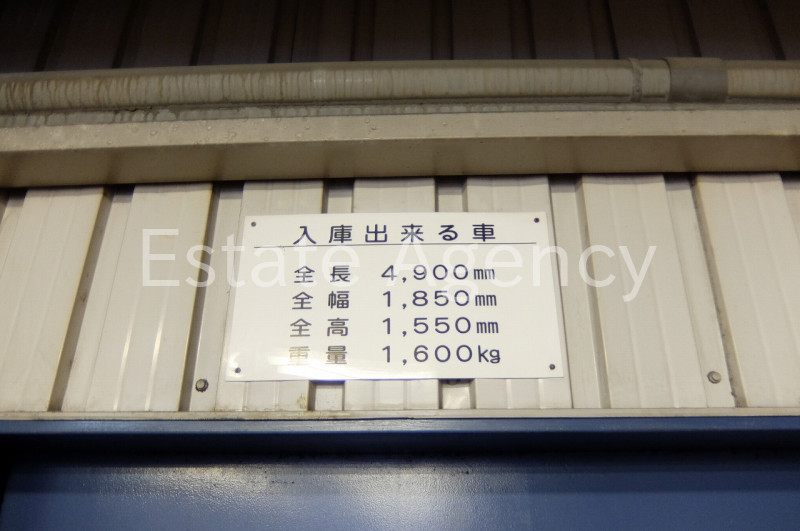 入庫出来る車
全長 4,900mm
全幅 1,850mm
全高 1,550mm
重量 1,600kg
Estate Agency